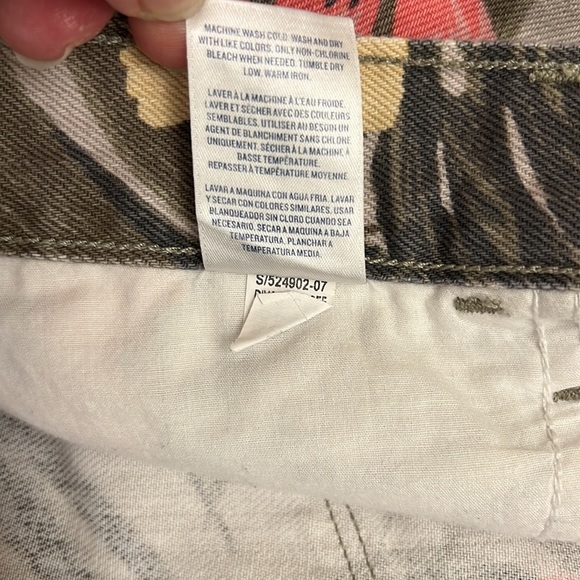 MACHINE WASH COLD. WASH AND DRY
WITH LIKE COLORS. ONLY NON-CHLORINE
BLEACH WHEN NEEDED. TUMBLE DRY
LOW. WARM IRON.
LAVER À LA MACHINE À L'EAU FROIDE.
LAVER ET SÉCHER AVEC DES COULEURS
SEMBLABLES. UTILISER AU BESOIN UN
AGENT DE BLANCHIMENT SANS CHLORE
UNIQUEMENT. SÉCHER À LA MACHINE À
BASSE TEMPÉRATURE.
REPASSER À TEMPÉRATURE MOYENNE.
LAVAR A MAQUINA CON AGUA FRIA. LAVAR
Y SECAR CON COLORES SIMILARES. USAR
BLANQUEADOR SIN CLORO CUANDO SEA
NECESARIO. SECAR A MAQUINA A BAJA
TEMPERATURA. PLANCHAR A
TEMPERATURA MEDIA.
S/524902-07